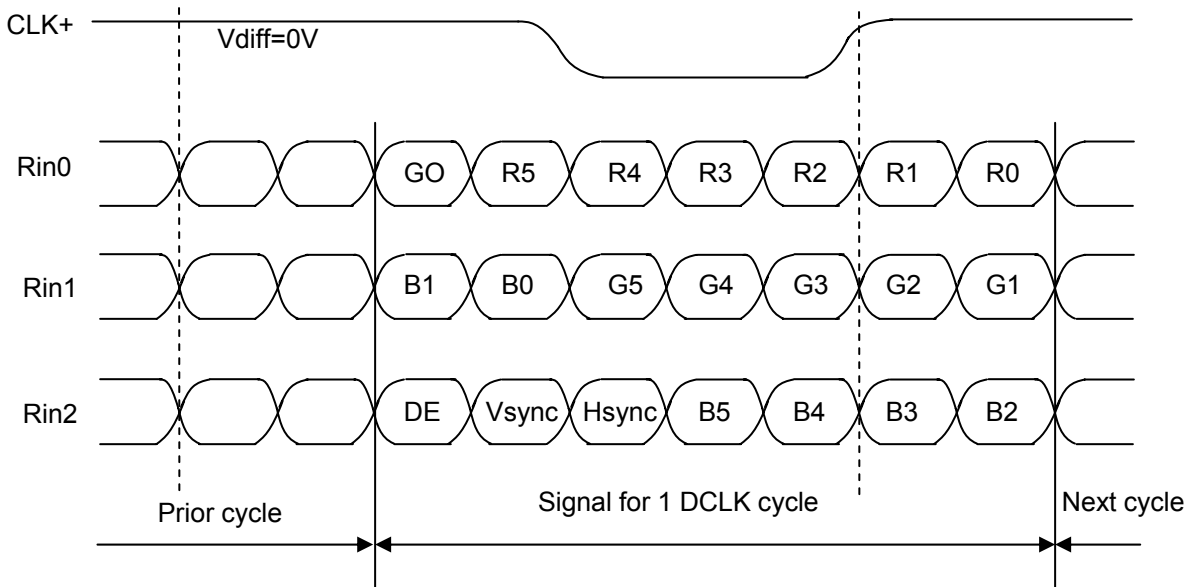 CLK+
Vdiff=0V
Rin0 GO R5 R4 R3 R2 R1 R0
Rin1 B1 B0 G5 G4 G3 G2 G1
Rin2 DE Vsync Hsync B5 B4 B3 B2
Prior cycle Signal for 1 DCLK cycle Next cycle